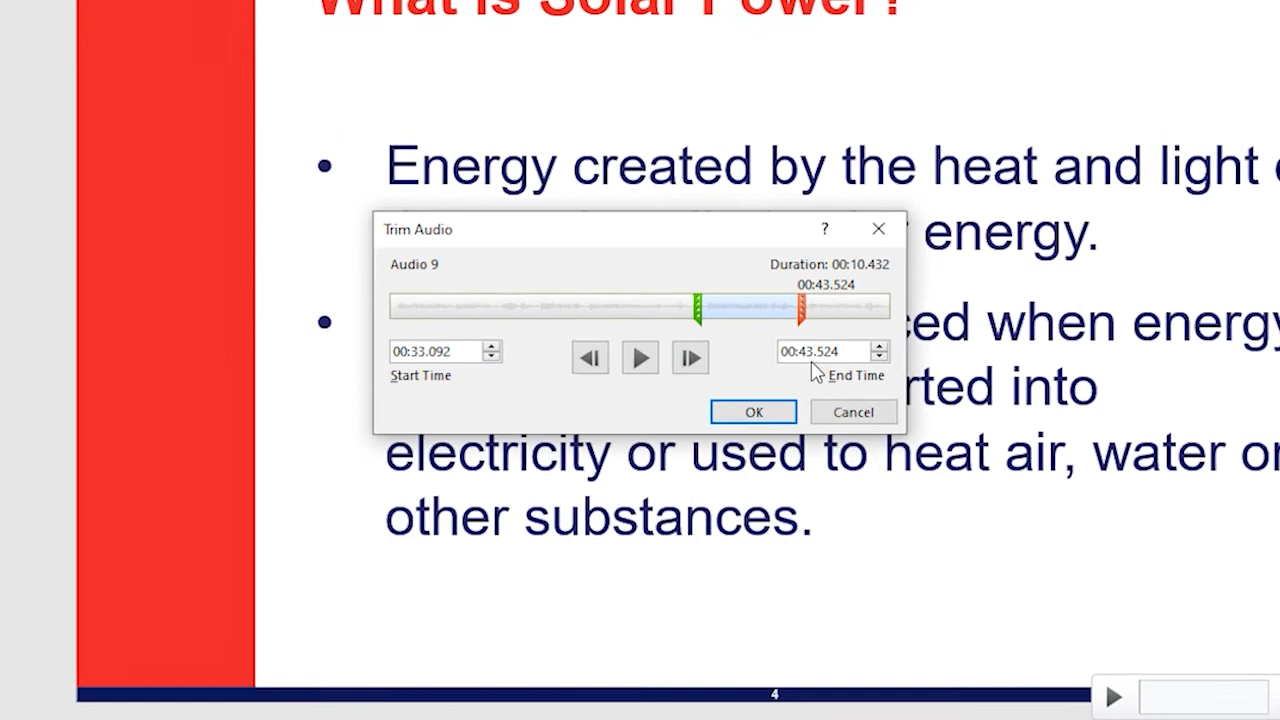 What is Solar Power?
• Energy created by the heat and light
energy.
Trim Audio
?
Audio 9
Duration: 00:10.432
00:43.524
• when energy
00:33.092
00:43.524
Start Time
End Time
into
OK
Cancel
electricity or used to heat air, water or
other substances.
4